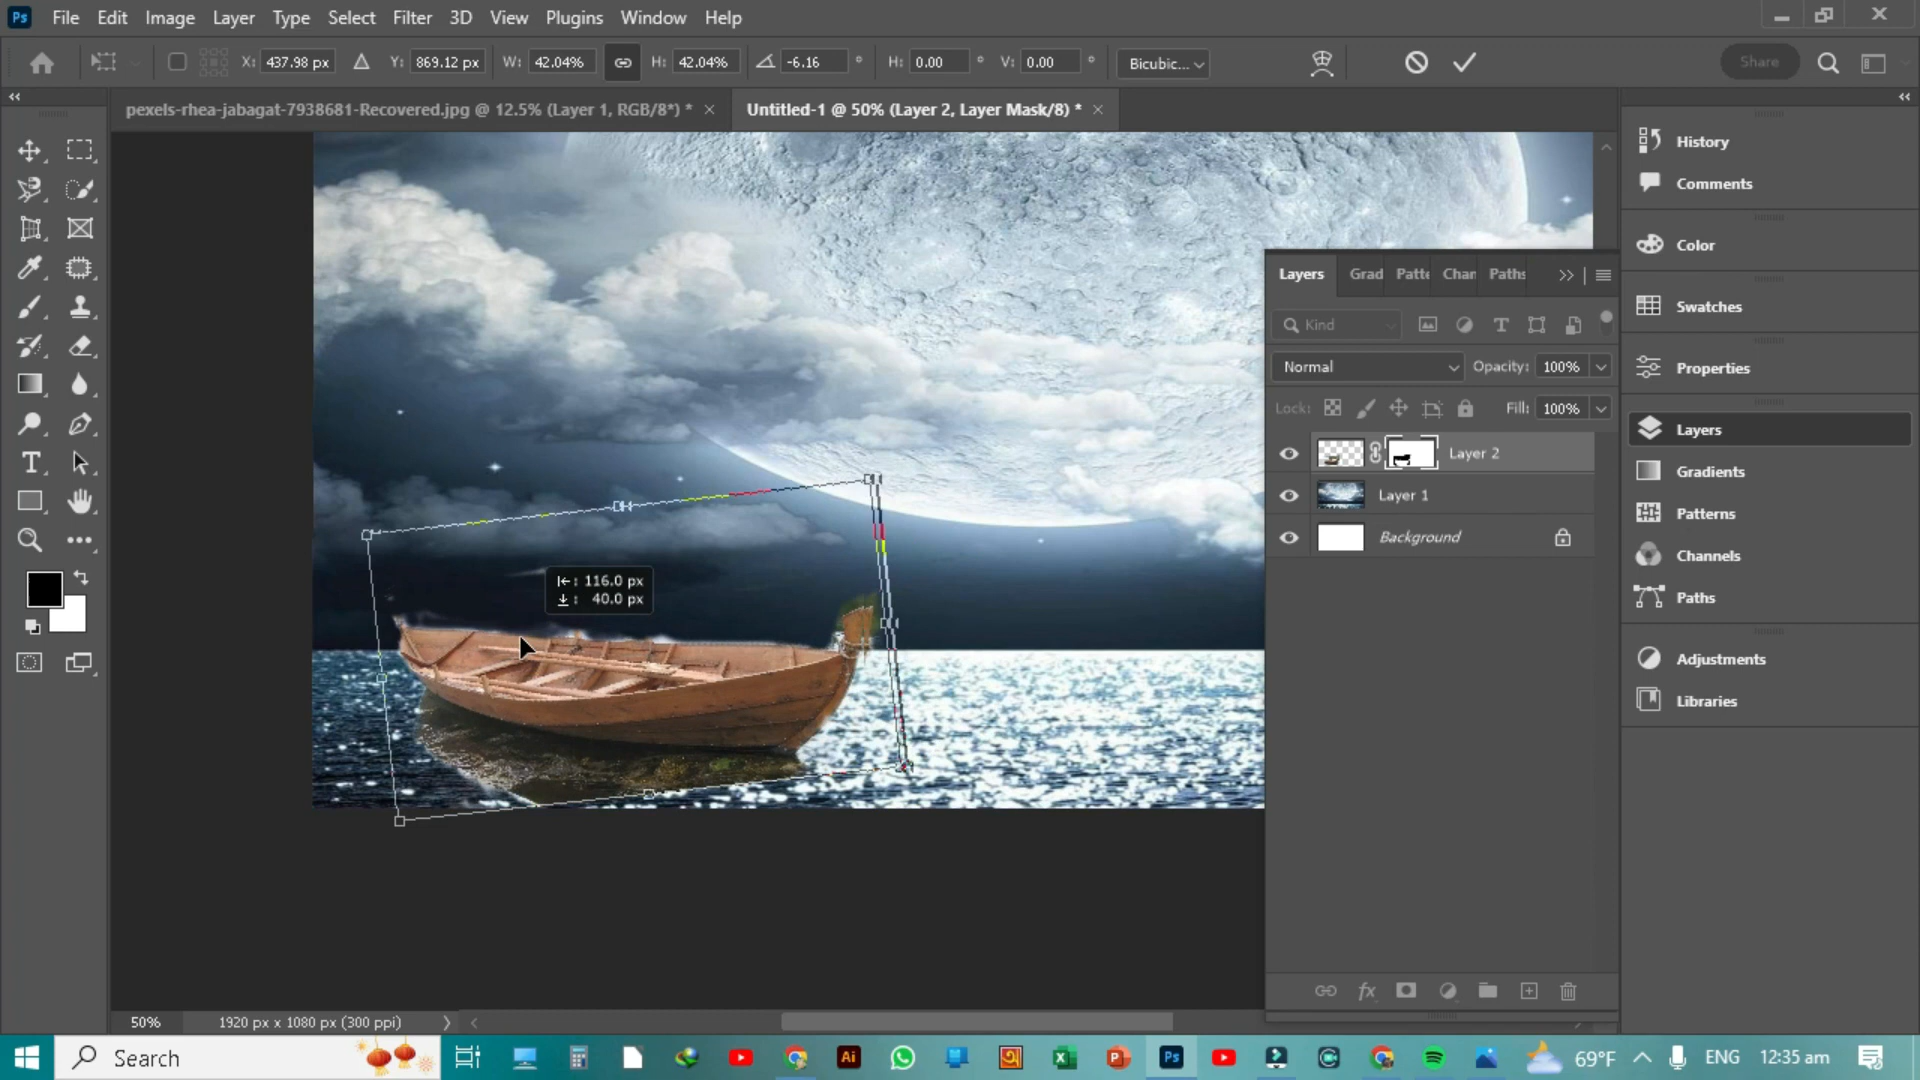 Ps File Edit Image Layer Type Select Filter 3D View Plugins Window Help
X: 437.98 px Y: 869.12 px W: 42.04% H: 42.04% -6.16 ° H: 0.00 ° V: 0.00 ° Bicubic... Share
pexels-rhea-jabagat-7938681-Recovered.jpg @ 12.5% (Layer 1, RGB/8*) * × Untitled-1 @ 50% (Layer 2, Layer Mask/8) * ×
History
Comments
Color
Swatches
Properties
Layers
Gradients
Patterns
Channels
Paths
Adjustments
Libraries
Layers Grad Patte Char Paths
Kind
Normal Opacity: 100%
Lock: Fill: 100%
Layer 2
Layer 1
Background
116.0 px
40.0 px
fx
50% 1920 px x 1080 px (300 ppi)
Search Ai Ps 69°F ENG 12:35 am